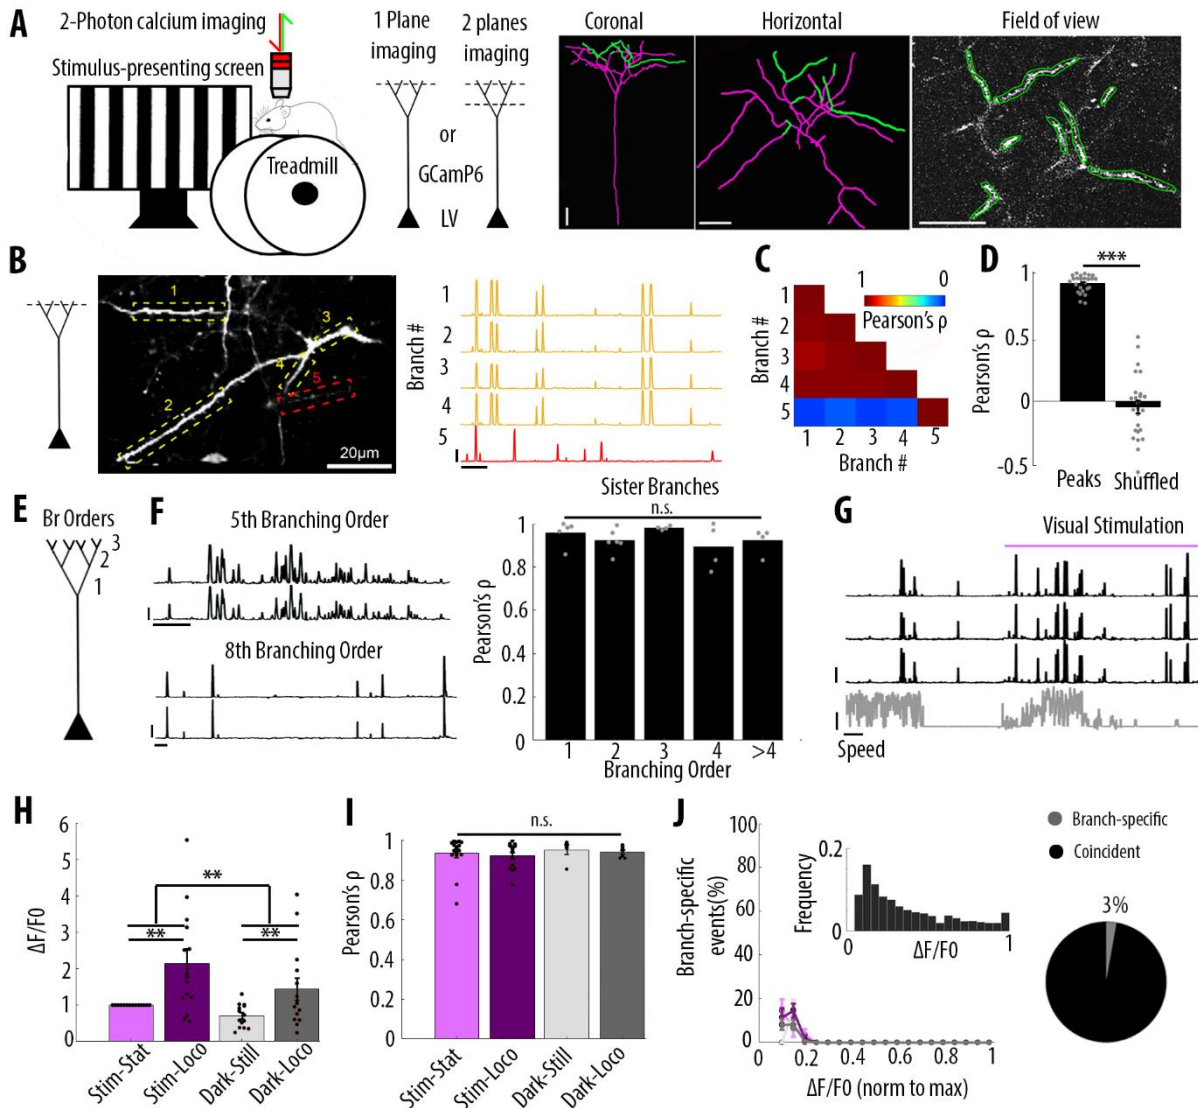 A
2-Photon calcium imaging
Stimulus-presenting screen
Treadmill
1 Plane
imaging
2 planes
imaging
or
GCamP6
LV
Coronal
Horizontal
Field of view
B
1
2
3
4
5
20μm
Branch #
1
2
3
4
5
C
1
0
Pearson's ρ
Branch #
1
2
3
4
5
1 2 3 4 5
Branch #
D
***
Pearson's ρ
1
0.5
0
-0.5
Peaks
Shuffled
E
Br Orders
3
2
1
F
5th Branching Order
8th Branching Order
Sister Branches
n.s.
Pearson's ρ
1
0.8
0.6
0.4
0.2
0
1 2 3 4 >4
Branching Order
G
Visual Stimulation
Speed
H
ΔF/F0
6
5
4
3
2
1
0
**
** **
Stim-Stat
Stim-Loco
Dark-Still
Dark-Loco
I
n.s.
Pearson's ρ
1
0.8
0.6
0.4
0.2
0
Stim-Stat
Stim-Loco
Dark-Still
Dark-Loco
J
Branch-specific
events(%)
100
80
60
40
20
0
0 0.2 0.4 0.6 0.8 1
ΔF/F0 (norm to max)
Frequency
0.2
0
0 1
ΔF/F0
Branch-specific
Coincident
3%